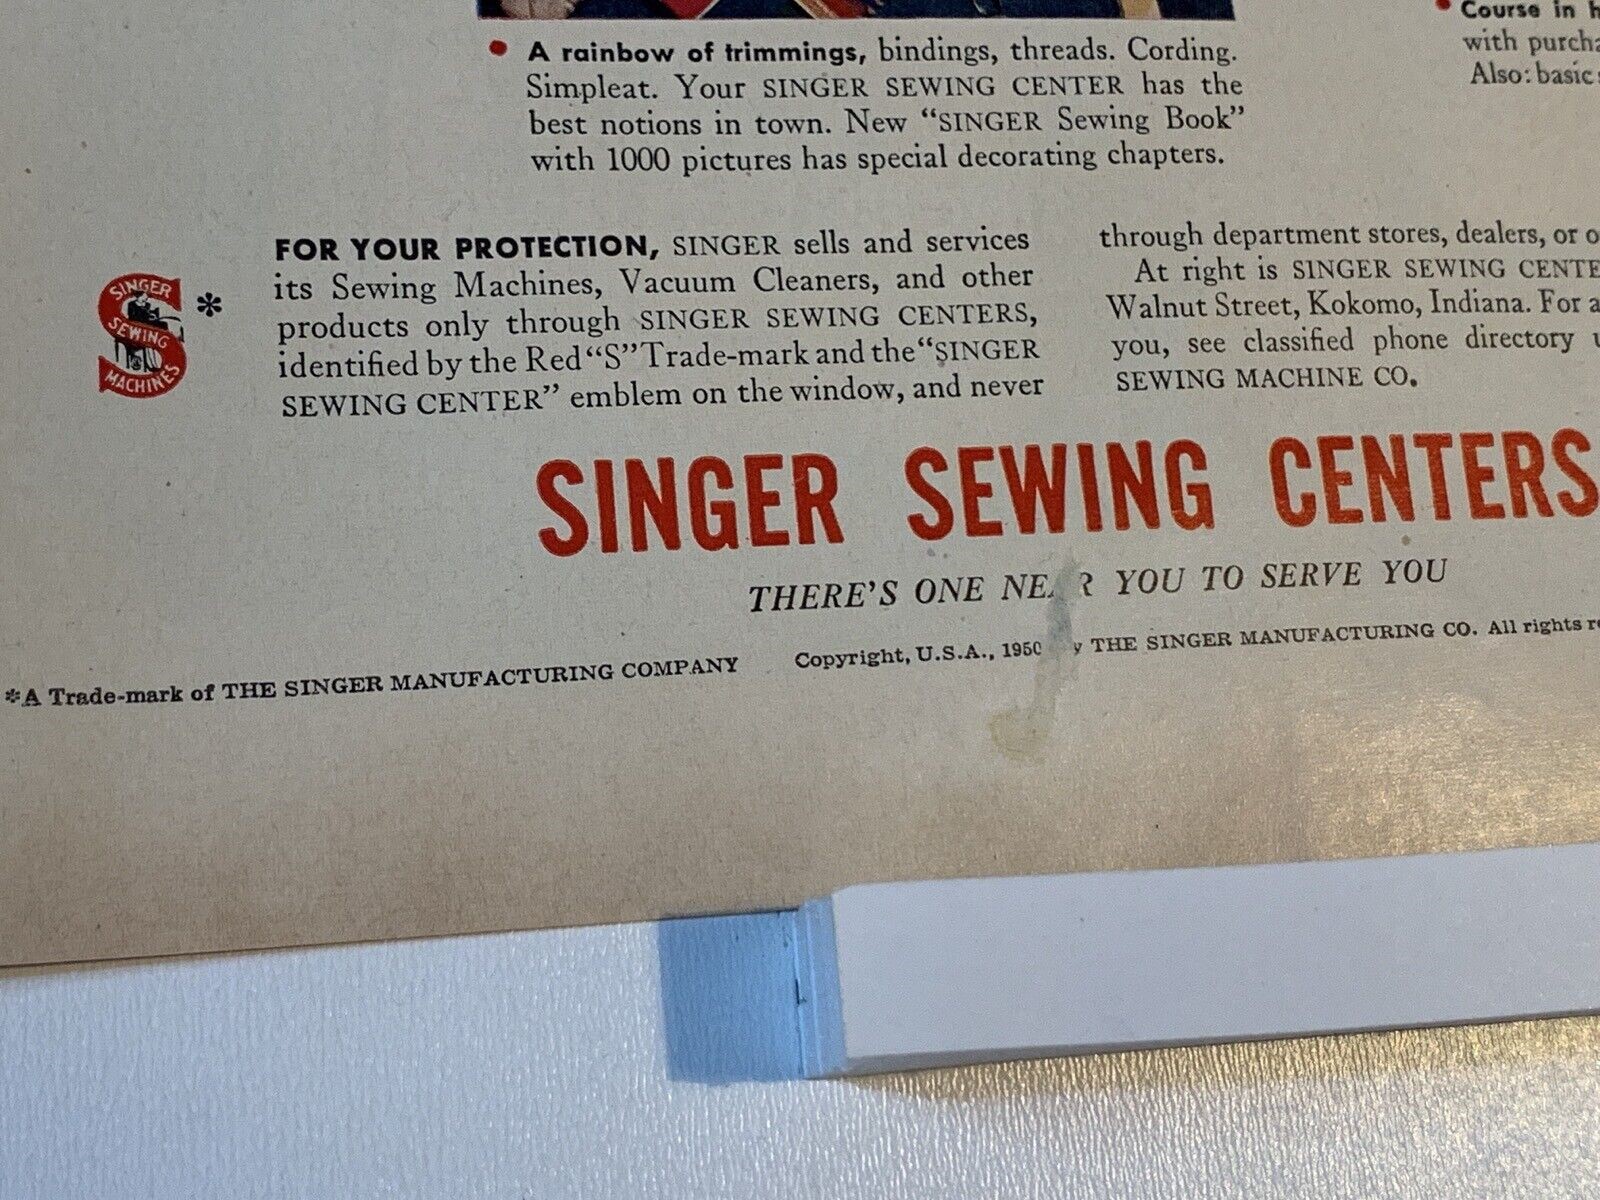 • A rainbow of trimmings, bindings, threads. Cording.
Simpleat. Your SINGER SEWING CENTER has the
best notions in town. New "SINGER Sewing Book"
with 1000 pictures has special decorating chapters.
• Course in
with
Also: basic
SINGER
SEWING
MACHINES
*
FOR YOUR PROTECTION, SINGER sells and services
its Sewing Machines, Vacuum Cleaners, and other
products only through SINGER SEWING CENTERS,
identified by the Red "S" Trade-mark and the "SINGER
SEWING CENTER" emblem on the window, and never
through department stores, dealers, or
At right is SINGER SEWING
Walnut Street, Kokomo, Indiana. For
you, see classified phone directory
SEWING MACHINE CO.
SINGER SEWING CENTERS
THERE'S ONE NEAR YOU TO SERVE YOU
*A Trade-mark of THE SINGER MANUFACTURING COMPANY
Copyright, U.S.A., 1950 by THE SINGER MANUFACTURING CO. All rights